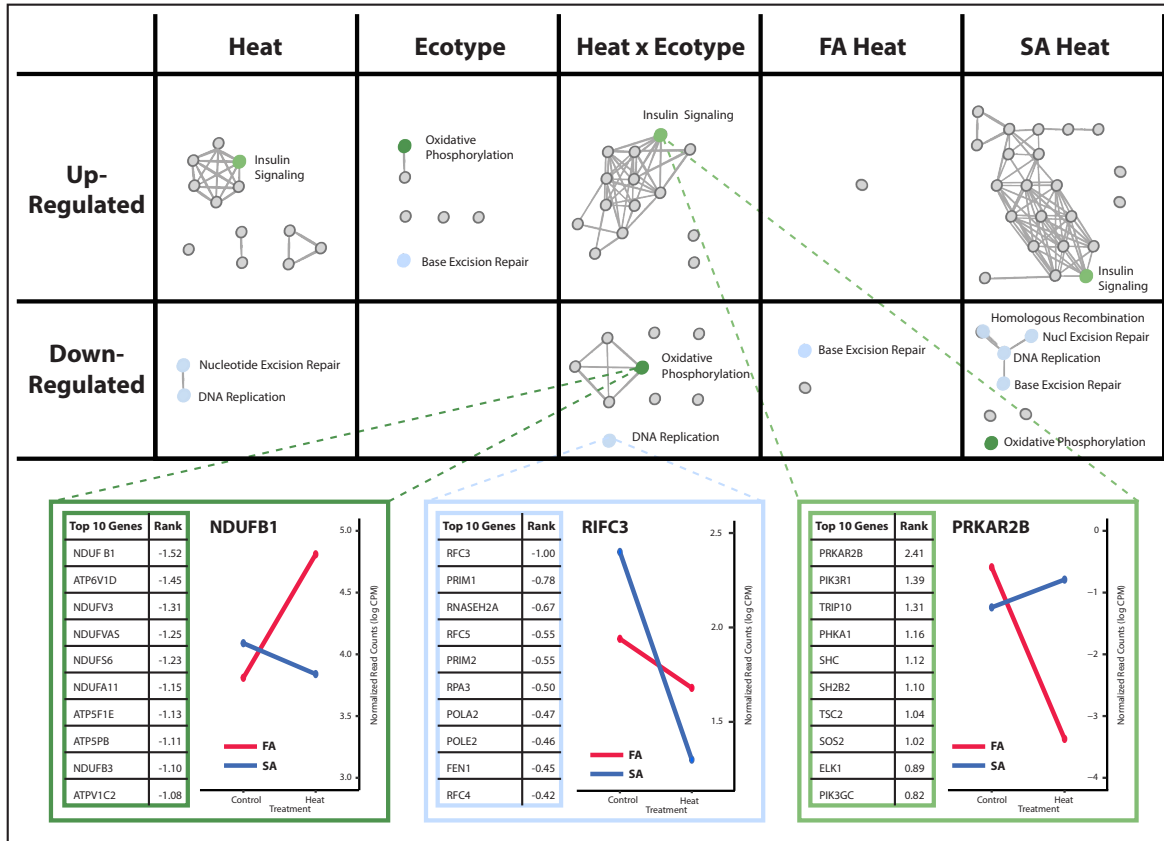 Heat
Ecotype
Heat x Ecotype
FA Heat
SA Heat
Up-
Regulated
Insulin
Signaling
Oxidative
Phosphorylation
Base Excision Repair
Insulin Signaling
Insulin
Signaling
Down-
Regulated
Nucleotide Excision Repair
DNA Replication
Oxidative
Phosphorylation
DNA Replication
Base Excision Repair
Homologous Recombination
Nucl Excision Repair
DNA Replication
Base Excision Repair
Oxidative Phosphorylation
Top 10 Genes Rank
NDUF B1 -1.52
ATP6V1D -1.45
NDUFV3 -1.31
NDUFVAS -1.25
NDUFS6 -1.23
NDUFA11 -1.15
ATP5F1E -1.13
ATP5PB -1.11
NDUFB3 -1.10
ATPV1C2 -1.08
NDUFB1
5.0
4.5
4.0
3.5
3.0
Normalized Read Counts (log CPM)
FA
SA
Control Heat
Treatment
Top 10 Genes Rank
RFC3 -1.00
PRIM1 -0.78
RNASEH2A -0.67
RFC5 -0.55
PRIM2 -0.55
RPA3 -0.50
POLA2 -0.47
POLE2 -0.46
FEN1 -0.45
RFC4 -0.42
RIFC3
2.5
2.0
1.5
Normalized Read Counts (log CPM)
FA
SA
Control Heat
Treatment
Top 10 Genes Rank
PRKAR2B 2.41
PIK3R1 1.39
TRIP10 1.31
PHKA1 1.16
SHC 1.12
SH2B2 1.10
TSC2 1.04
SOS2 1.02
ELK1 0.89
PIK3GC 0.82
PRKAR2B
0
−1
−2
−3
−4
Normalized Read Counts (log CPM)
FA
SA
Control Heat
Treatment